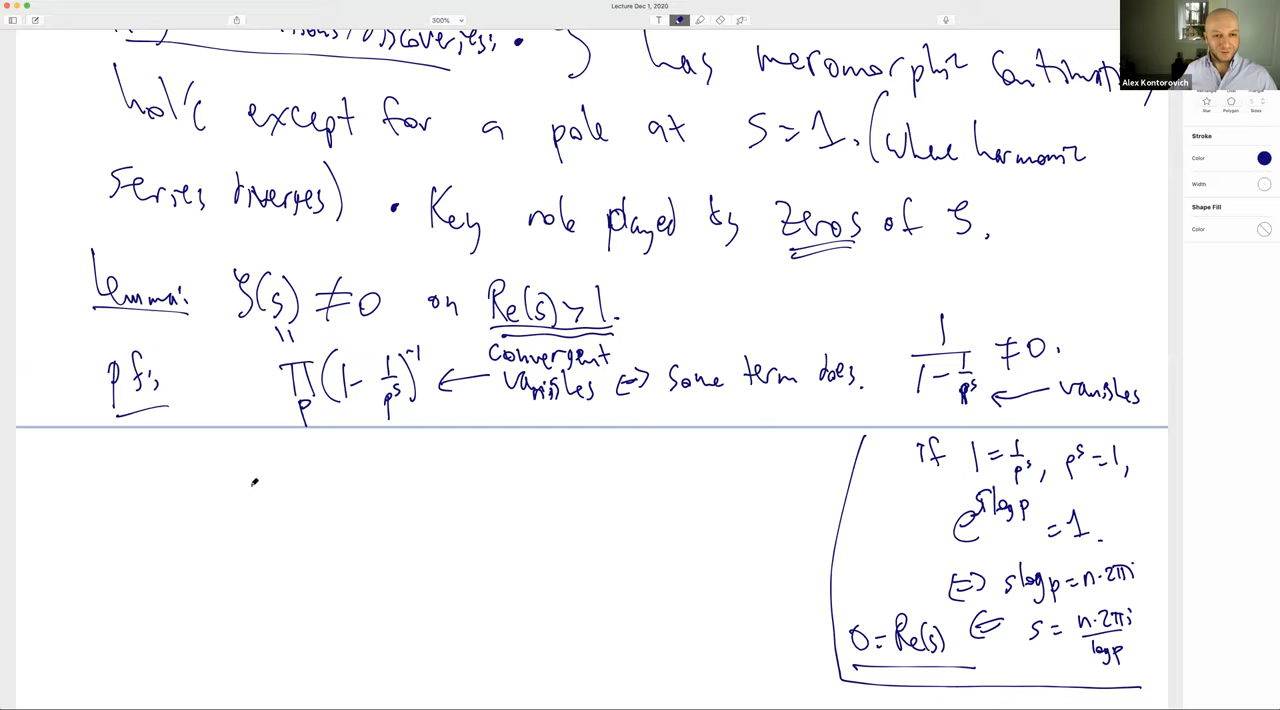 Lecture Dec 1, 2020
300%
Alex Kontorovich
ζ has meromorphic continuation,
hol'c except for a pole at s=1. (where harmonic
series diverges) • Key role played by zeros of ζ.
Lemma: ζ(s) ≠ 0 on Re(s) > 1.
pf: ∏_p (1 - 1/p^s)^{-1} ← convergent vanishes ⇔ some term does. 1/(1 - 1/p^s) ≠ 0.
← vanishes
if 1 = 1/p^s, p^s = 1,
e^{s log p} = 1.
⇔ s log p = n·2πi
0 = Re(s) ⇐ s = n·2πi / log p
Star
Polygon
Stroke
Color
Width
Shape Fill
Color